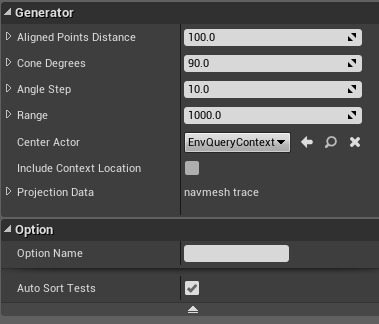 Generator
Aligned Points Distance 100.0
Cone Degrees 90.0
Angle Step 10.0
Range 1000.0
Center Actor EnvQueryContext
Include Context Location
Projection Data navmesh trace
Option
Option Name
Auto Sort Tests